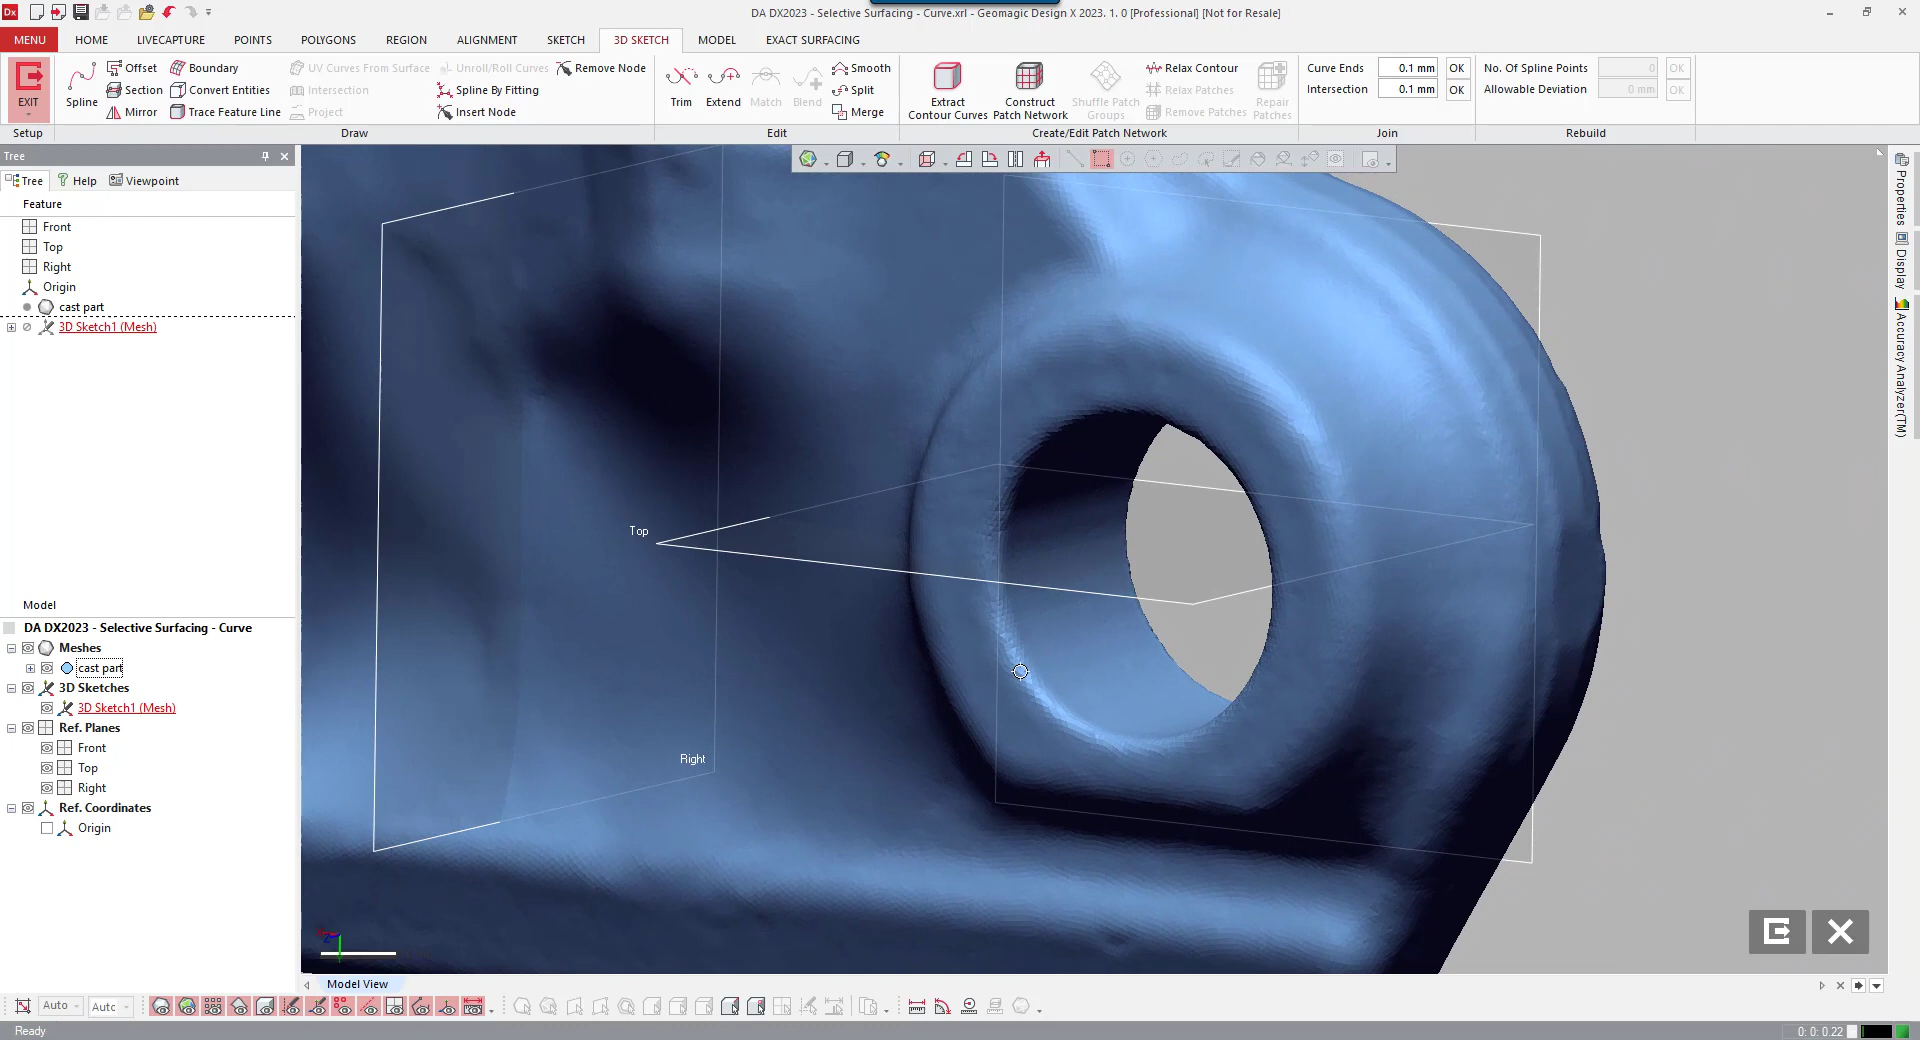 Dx
DA DX2023 - Selective Surfacing - Curve.xrl - Geomagic Design X 2023. 1. 0 [Professional] [Not for Resale]
MENU HOME LIVECAPTURE POINTS POLYGONS REGION ALIGNMENT SKETCH 3D SKETCH MODEL EXACT SURFACING
Offset Boundary UV Curves From Surface Unroll/Roll Curves Remove Node Smooth Relax Contour Curve Ends 0.1 mm OK No. Of Spline Points 0 OK
Section Convert Entities Intersection Spline By Fitting Split Relax Patches Intersection 0.1 mm OK Allowable Deviation 0 mm OK
EXIT Spline Mirror Trace Feature Line Project Insert Node Trim Extend Match Blend Merge Extract Contour Curves Construct Patch Network Shuffle Patch Groups Remove Patches Repair Patches
Setup Draw Edit Create/Edit Patch Network Join Rebuild
Tree
Tree Help Viewpoint
Feature
Front
Top
Right
Origin
cast part
3D Sketch1 (Mesh)
Model
DA DX2023 - Selective Surfacing - Curve
Meshes
cast part
3D Sketches
3D Sketch1 (Mesh)
Ref. Planes
Front
Top
Right
Ref. Coordinates
Origin
Top
Right
Properties
Display
Accuracy Analyzer(TM)
Model View
Auto Auto
Ready
0: 0: 0.22